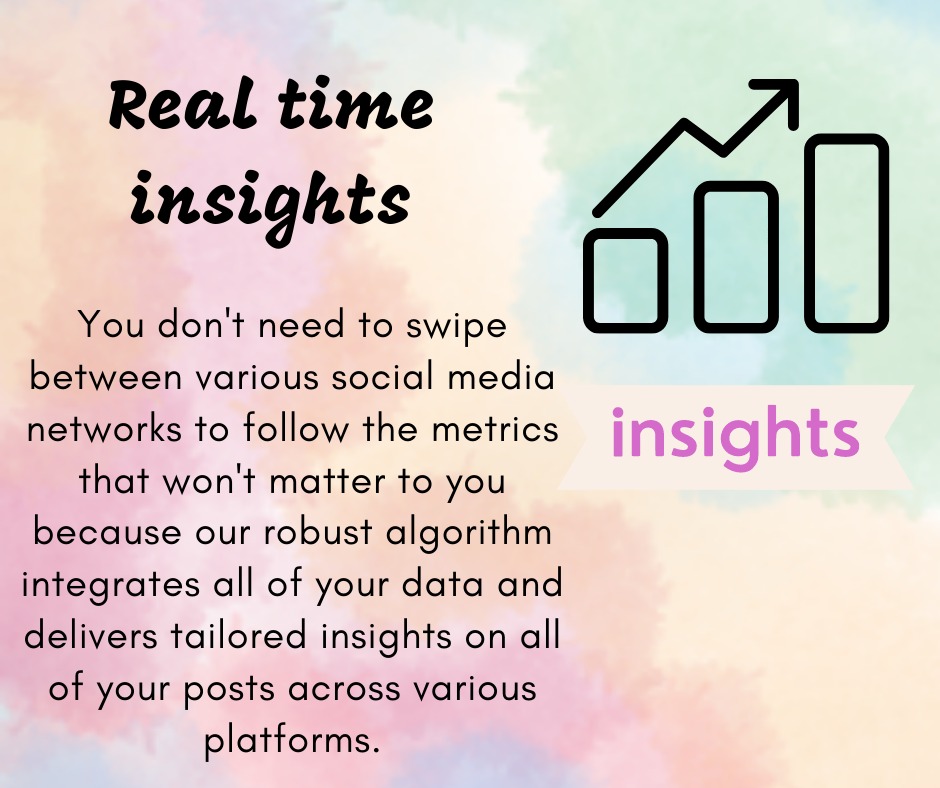 Real time
insights
You don't need to swipe
between various social media
networks to follow the metrics
that won't matter to you
because our robust algorithm
integrates all of your data and
delivers tailored insights on all
of your posts across various
platforms.
insights